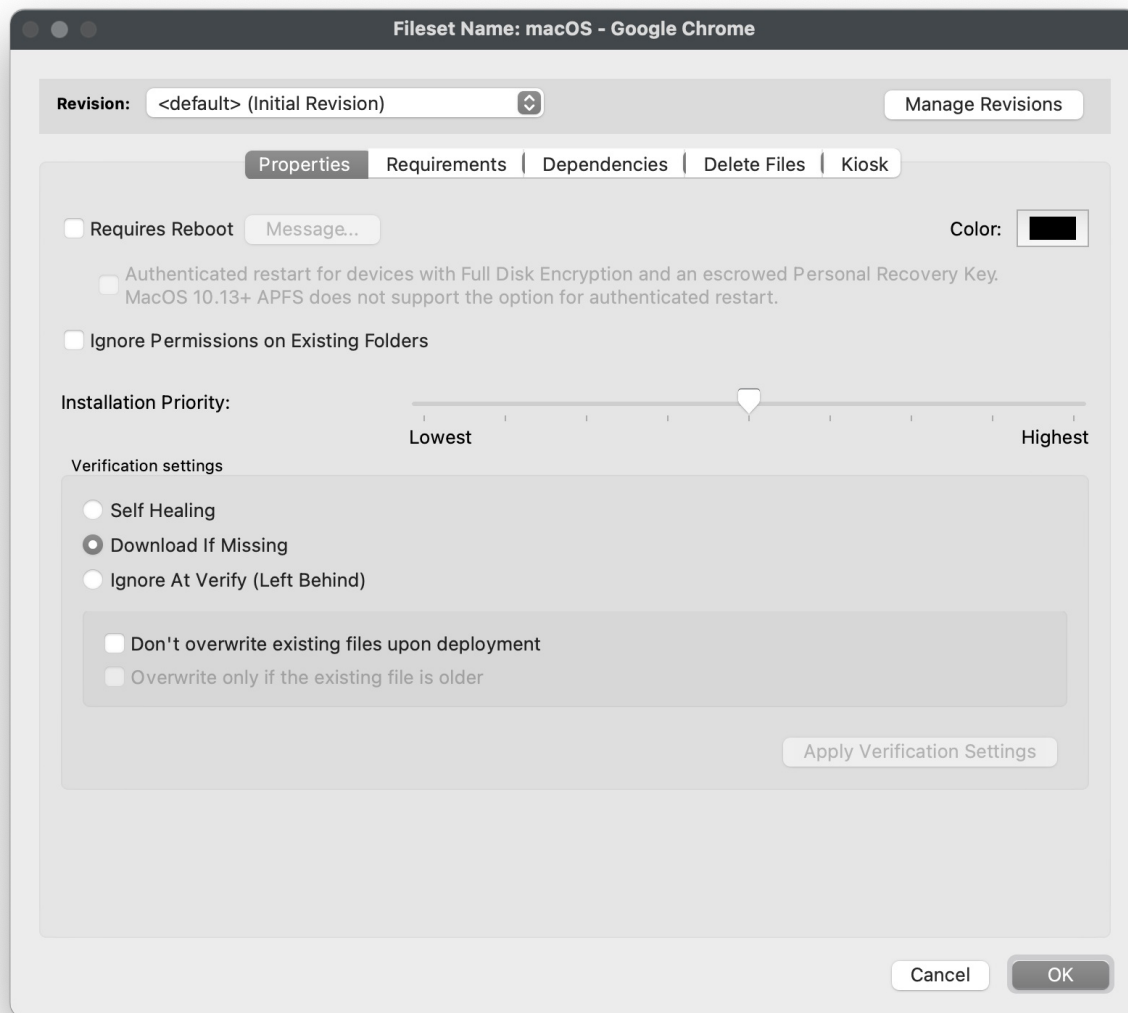 Fileset Name: macOS - Google Chrome
Revision: <default> (Initial Revision) Manage Revisions
Properties Requirements Dependencies Delete Files Kiosk
Requires Reboot Message... Color:
Authenticated restart for devices with Full Disk Encryption and an escrowed Personal Recovery Key.
MacOS 10.13+ APFS does not support the option for authenticated restart.
Ignore Permissions on Existing Folders
Installation Priority:
Lowest Highest
Verification settings
Self Healing
Download If Missing
Ignore At Verify (Left Behind)
Don't overwrite existing files upon deployment
Overwrite only if the existing file is older
Apply Verification Settings
Cancel OK